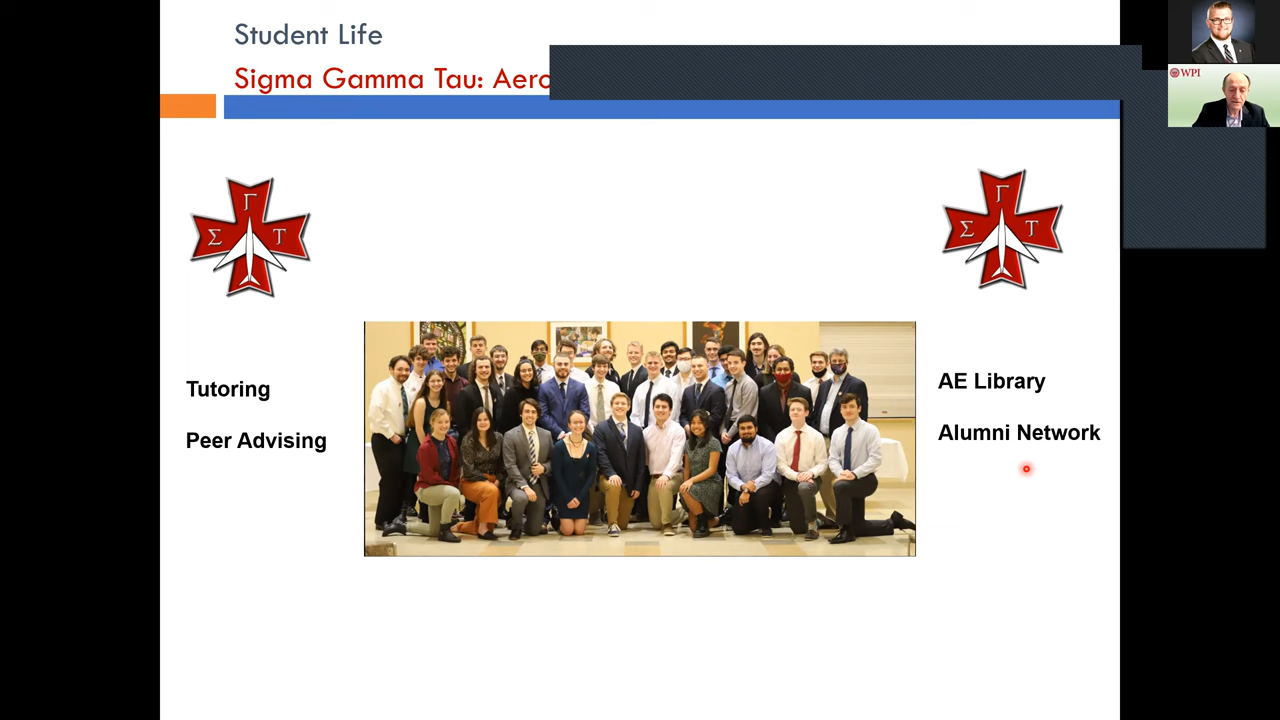 Student Life
Sigma Gamma Tau: Aero
WPI
Γ
Σ Τ
Γ
Σ Τ
Tutoring
Peer Advising
AE Library
Alumni Network